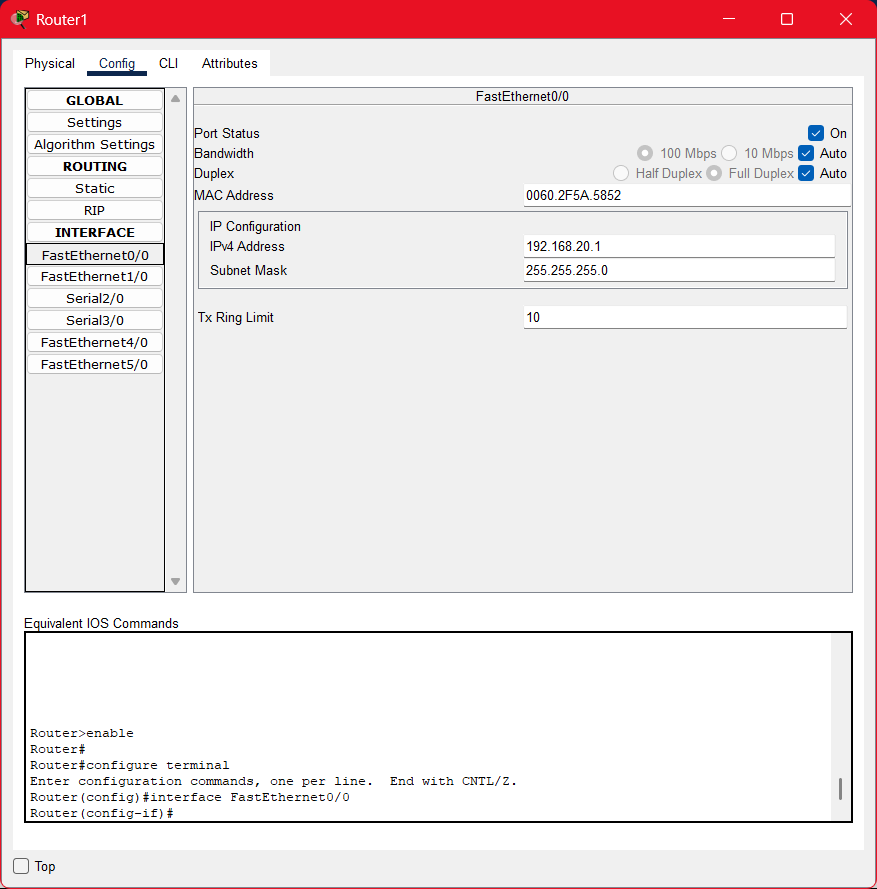 Router1
Physical Config CLI Attributes
GLOBAL
Settings
Algorithm Settings
ROUTING
Static
RIP
INTERFACE
FastEthernet0/0
FastEthernet1/0
Serial2/0
Serial3/0
FastEthernet4/0
FastEthernet5/0
FastEthernet0/0
Port Status On
Bandwidth 100 Mbps 10 Mbps Auto
Duplex Half Duplex Full Duplex Auto
MAC Address 0060.2F5A.5852
IP Configuration
IPv4 Address 192.168.20.1
Subnet Mask 255.255.255.0
Tx Ring Limit 10
Equivalent IOS Commands
Router>enable
Router#
Router#configure terminal
Enter configuration commands, one per line.  End with CNTL/Z.
Router(config)#interface FastEthernet0/0
Router(config-if)#
Top